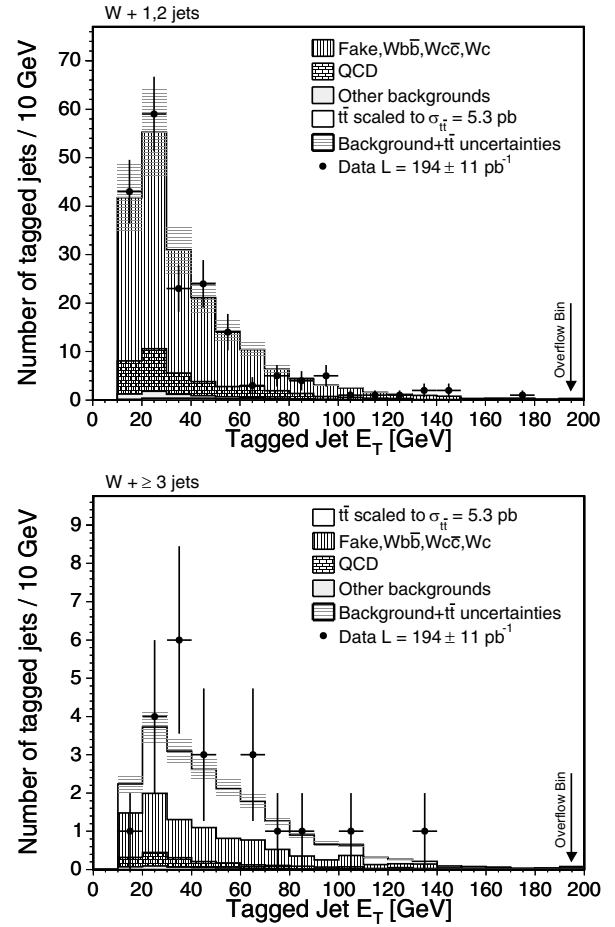 W + 1,2 jets
Number of tagged jets / 10 GeV
70
60
50
40
30
20
10
0
Fake,Wbb̅,Wcc̅,Wc
QCD
Other backgrounds
tt̅ scaled to σtt̅ = 5.3 pb
Background+tt̅ uncertainties
Data L = 194 ± 11 pb⁻¹
Overflow Bin
0 20 40 60 80 100 120 140 160 180 200
Tagged Jet E_T [GeV]
W + ≥ 3 jets
Number of tagged jets / 10 GeV
9
8
7
6
5
4
3
2
1
0
tt̅ scaled to σtt̅ = 5.3 pb
Fake,Wbb̅,Wcc̅,Wc
QCD
Other backgrounds
Background+tt̅ uncertainties
Data L = 194 ± 11 pb⁻¹
Overflow Bin
0 20 40 60 80 100 120 140 160 180 200
Tagged Jet E_T [GeV]